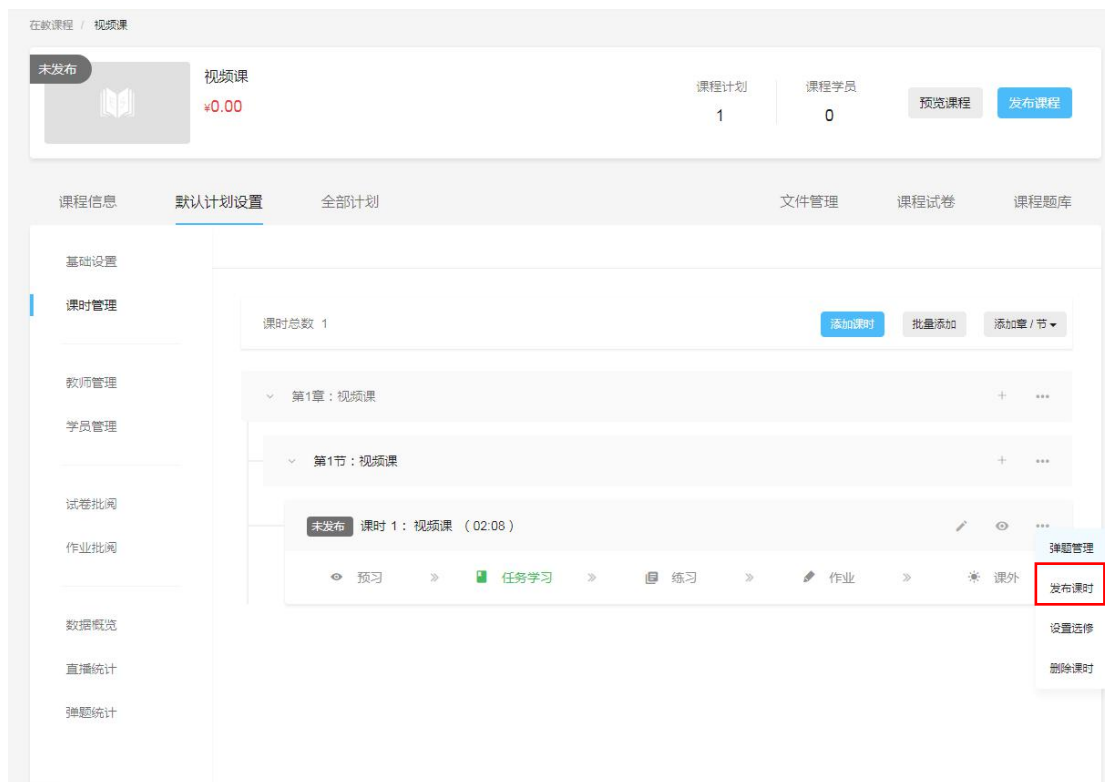 在教课程 / 视频课
未发布
视频课
¥0.00
课程计划
1
课程学员
0
预览课程
发布课程
课程信息
默认计划设置
全部计划
文件管理
课程试卷
课程题库
基础设置
课时管理
教师管理
学员管理
试卷批阅
作业批阅
数据概览
直播统计
弹题统计
课时总数 1
添加课时
批量添加
添加章 / 节
第1章：视频课
第1节：视频课
未发布 课时 1： 视频课 （02:08）
预习
任务学习
练习
作业
课外
弹题管理
发布课时
设置选修
删除课时